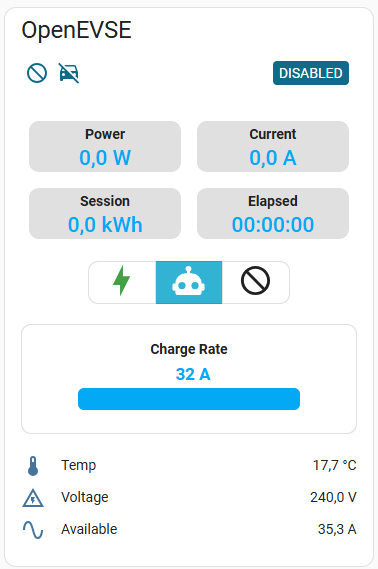 OpenEVSE
DISABLED
Power
0,0 W
Current
0,0 A
Session
0,0 kWh
Elapsed
00:00:00
Charge Rate
32 A
Temp 17,7 °C
Voltage 240,0 V
Available 35,3 A